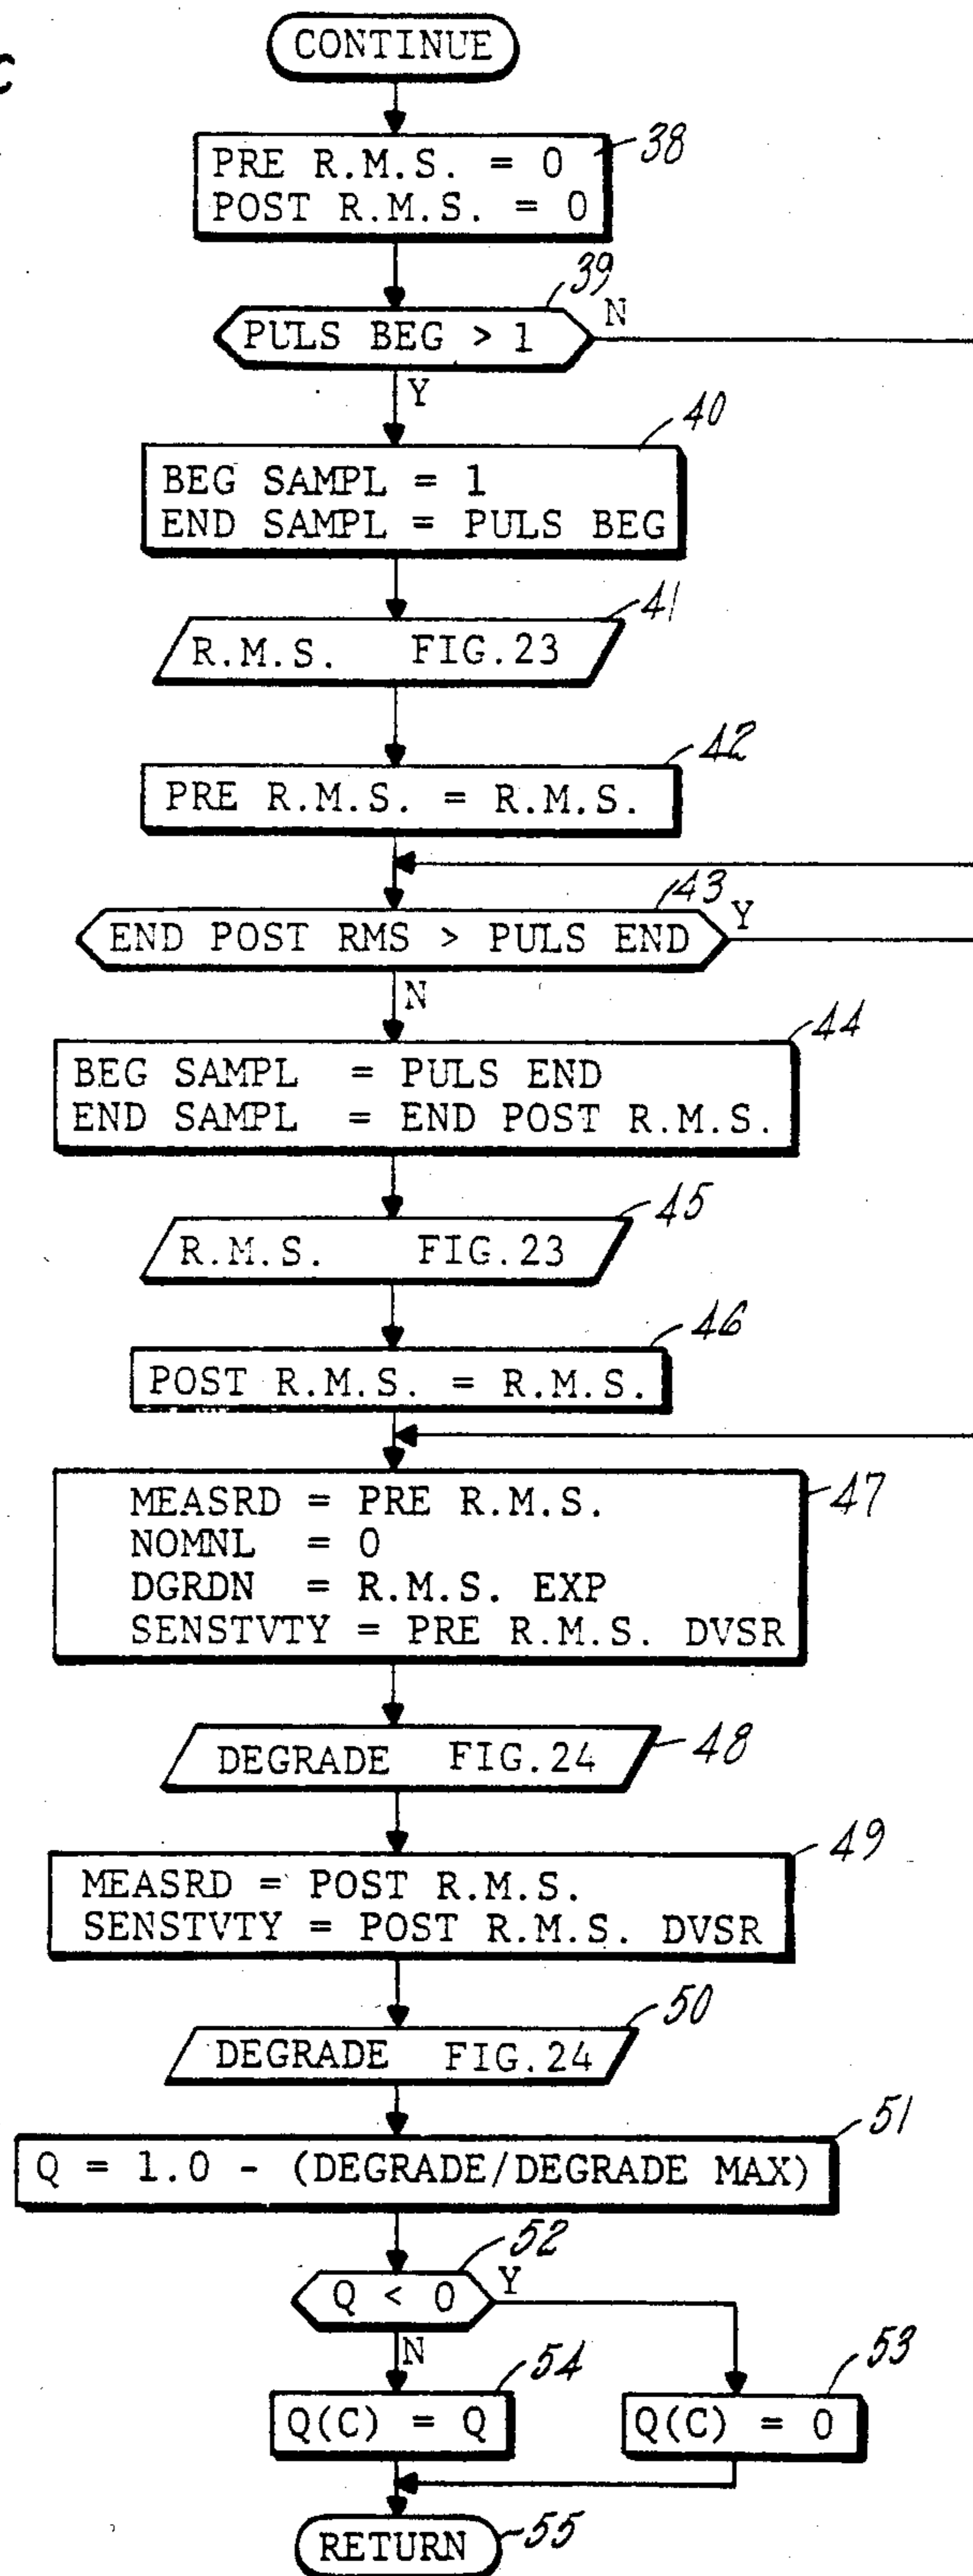 C
CONTINUE
38
PRE R.M.S. = 0
POST R.M.S. = 0
39
PULS BEG > 1
N
Y
40
BEG SAMPL = 1
END SAMPL = PULS BEG
41
R.M.S. FIG.23
42
PRE R.M.S. = R.M.S.
43
END POST RMS > PULS END
Y
N
44
BEG SAMPL = PULS END
END SAMPL = END POST R.M.S.
45
R.M.S. FIG.23
46
POST R.M.S. = R.M.S.
47
MEASRD = PRE R.M.S.
NOMNL = 0
DGRDN = R.M.S. EXP
SENSTVTY = PRE R.M.S. DVSR
48
DEGRADE FIG.24
49
MEASRD = POST R.M.S.
SENSTVTY = POST R.M.S. DVSR
50
DEGRADE FIG.24
51
Q = 1.0 - (DEGRADE/DEGRADE MAX)
52
Q < 0
Y
N
54
53
Q(C) = Q
Q(C) = 0
RETURN
55